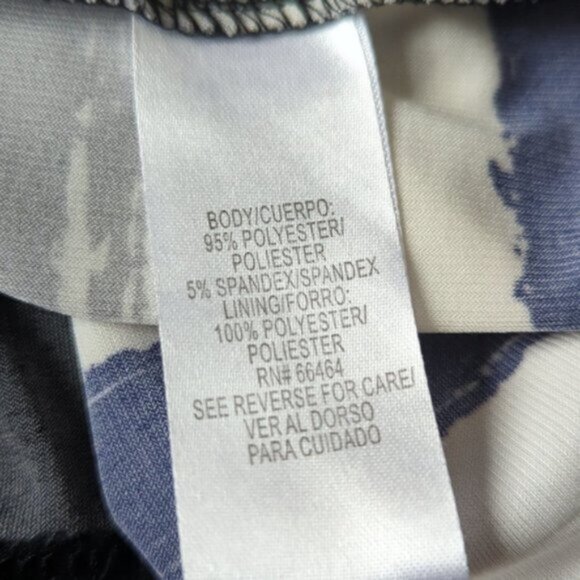 BODY/CUERPO:
95% POLYESTER/
POLIESTER
5% SPANDEX/SPANDEX
LINING/FORRO:
100% POLYESTER/
POLIESTER
RN# 66464
SEE REVERSE FOR CARE/
VER AL DORSO
PARA CUIDADO